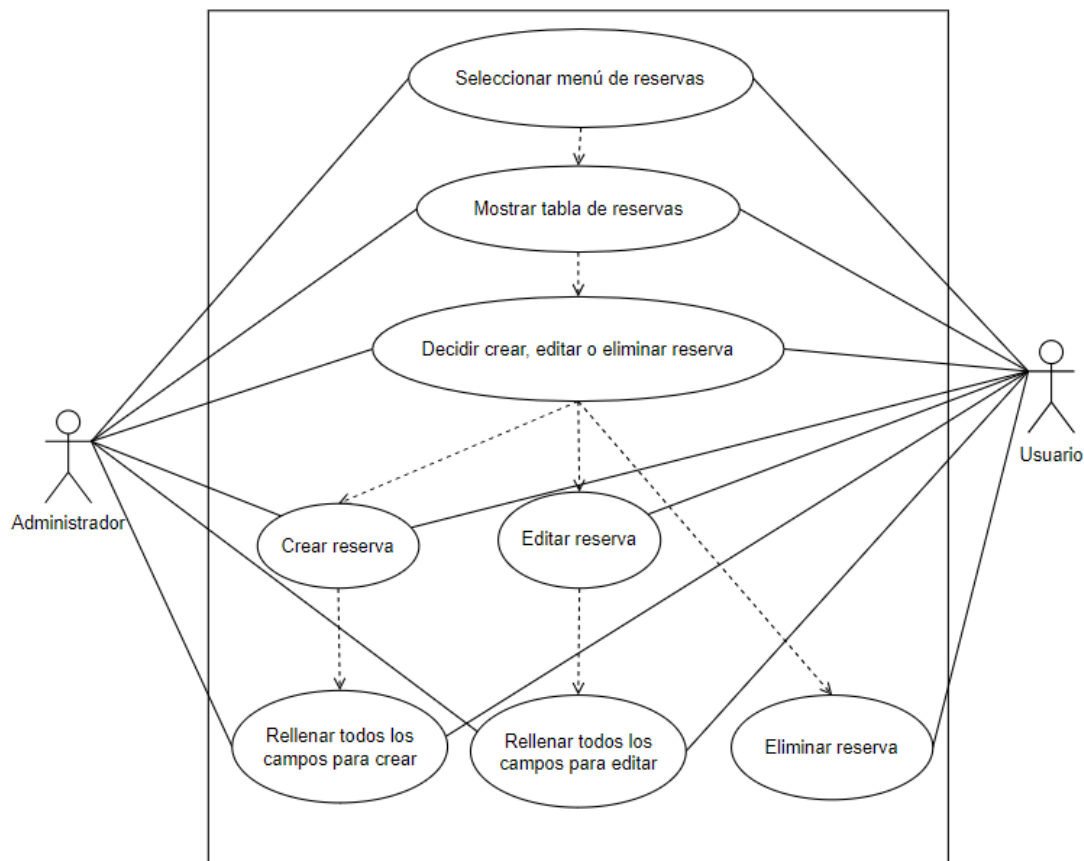 Seleccionar menú de reservas
Mostrar tabla de reservas
Decidir crear, editar o eliminar reserva
Usuario
Administrador
Crear reserva
Editar reserva
Rellenar todos los
campos para crear
Rellenar todos los
campos para editar
Eliminar reserva